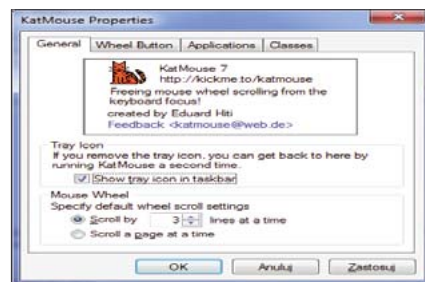 KatMouse Properties
General Wheel Button Applications Classes
KatMouse 7
http://kickme.to/katmouse
Freeing mouse wheel scrolling from the
keyboard focus!
created by Eduard Hiti
Feedback <katmouse@web.de>
Tray Icon
If you remove the tray icon, you can get back to here by
running KatMouse a second time.
Show tray icon in taskbar
Mouse Wheel
Specify default wheel scroll settings
Scroll by 3 lines at a time
Scroll a page at a time
OK Anuluj Zastosuj